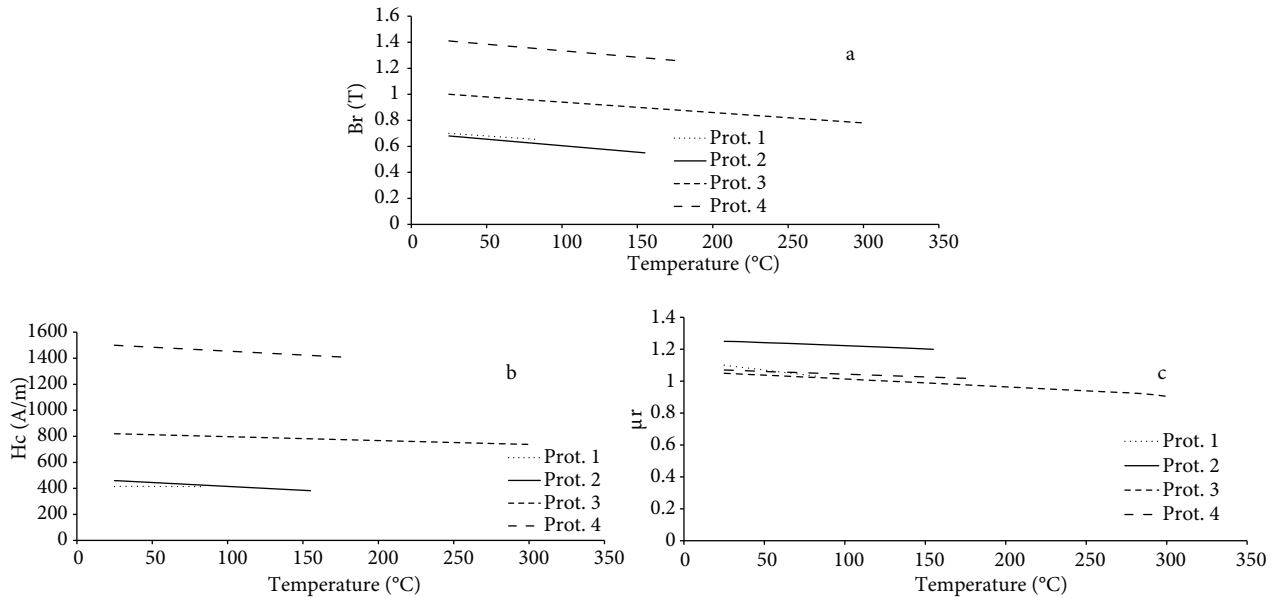 1.6
1.4
1.2
1
0.8
0.6
0.4
0.2
0
Br (T)
a
Prot. 1
Prot. 2
Prot. 3
Prot. 4
0 50 100 150 200 250 300 350
Temperature (°C)
1600
1400
1200
1000
800
600
400
200
0
Hc (A/m)
b
Prot. 1
Prot. 2
Prot. 3
Prot. 4
0 50 100 150 200 250 300 350
Temperature (°C)
1.4
1.2
1
0.8
0.6
0.4
0.2
0
μr
c
Prot. 1
Prot. 2
Prot. 3
Prot. 4
0 50 100 150 200 250 300 350
Temperature (°C)